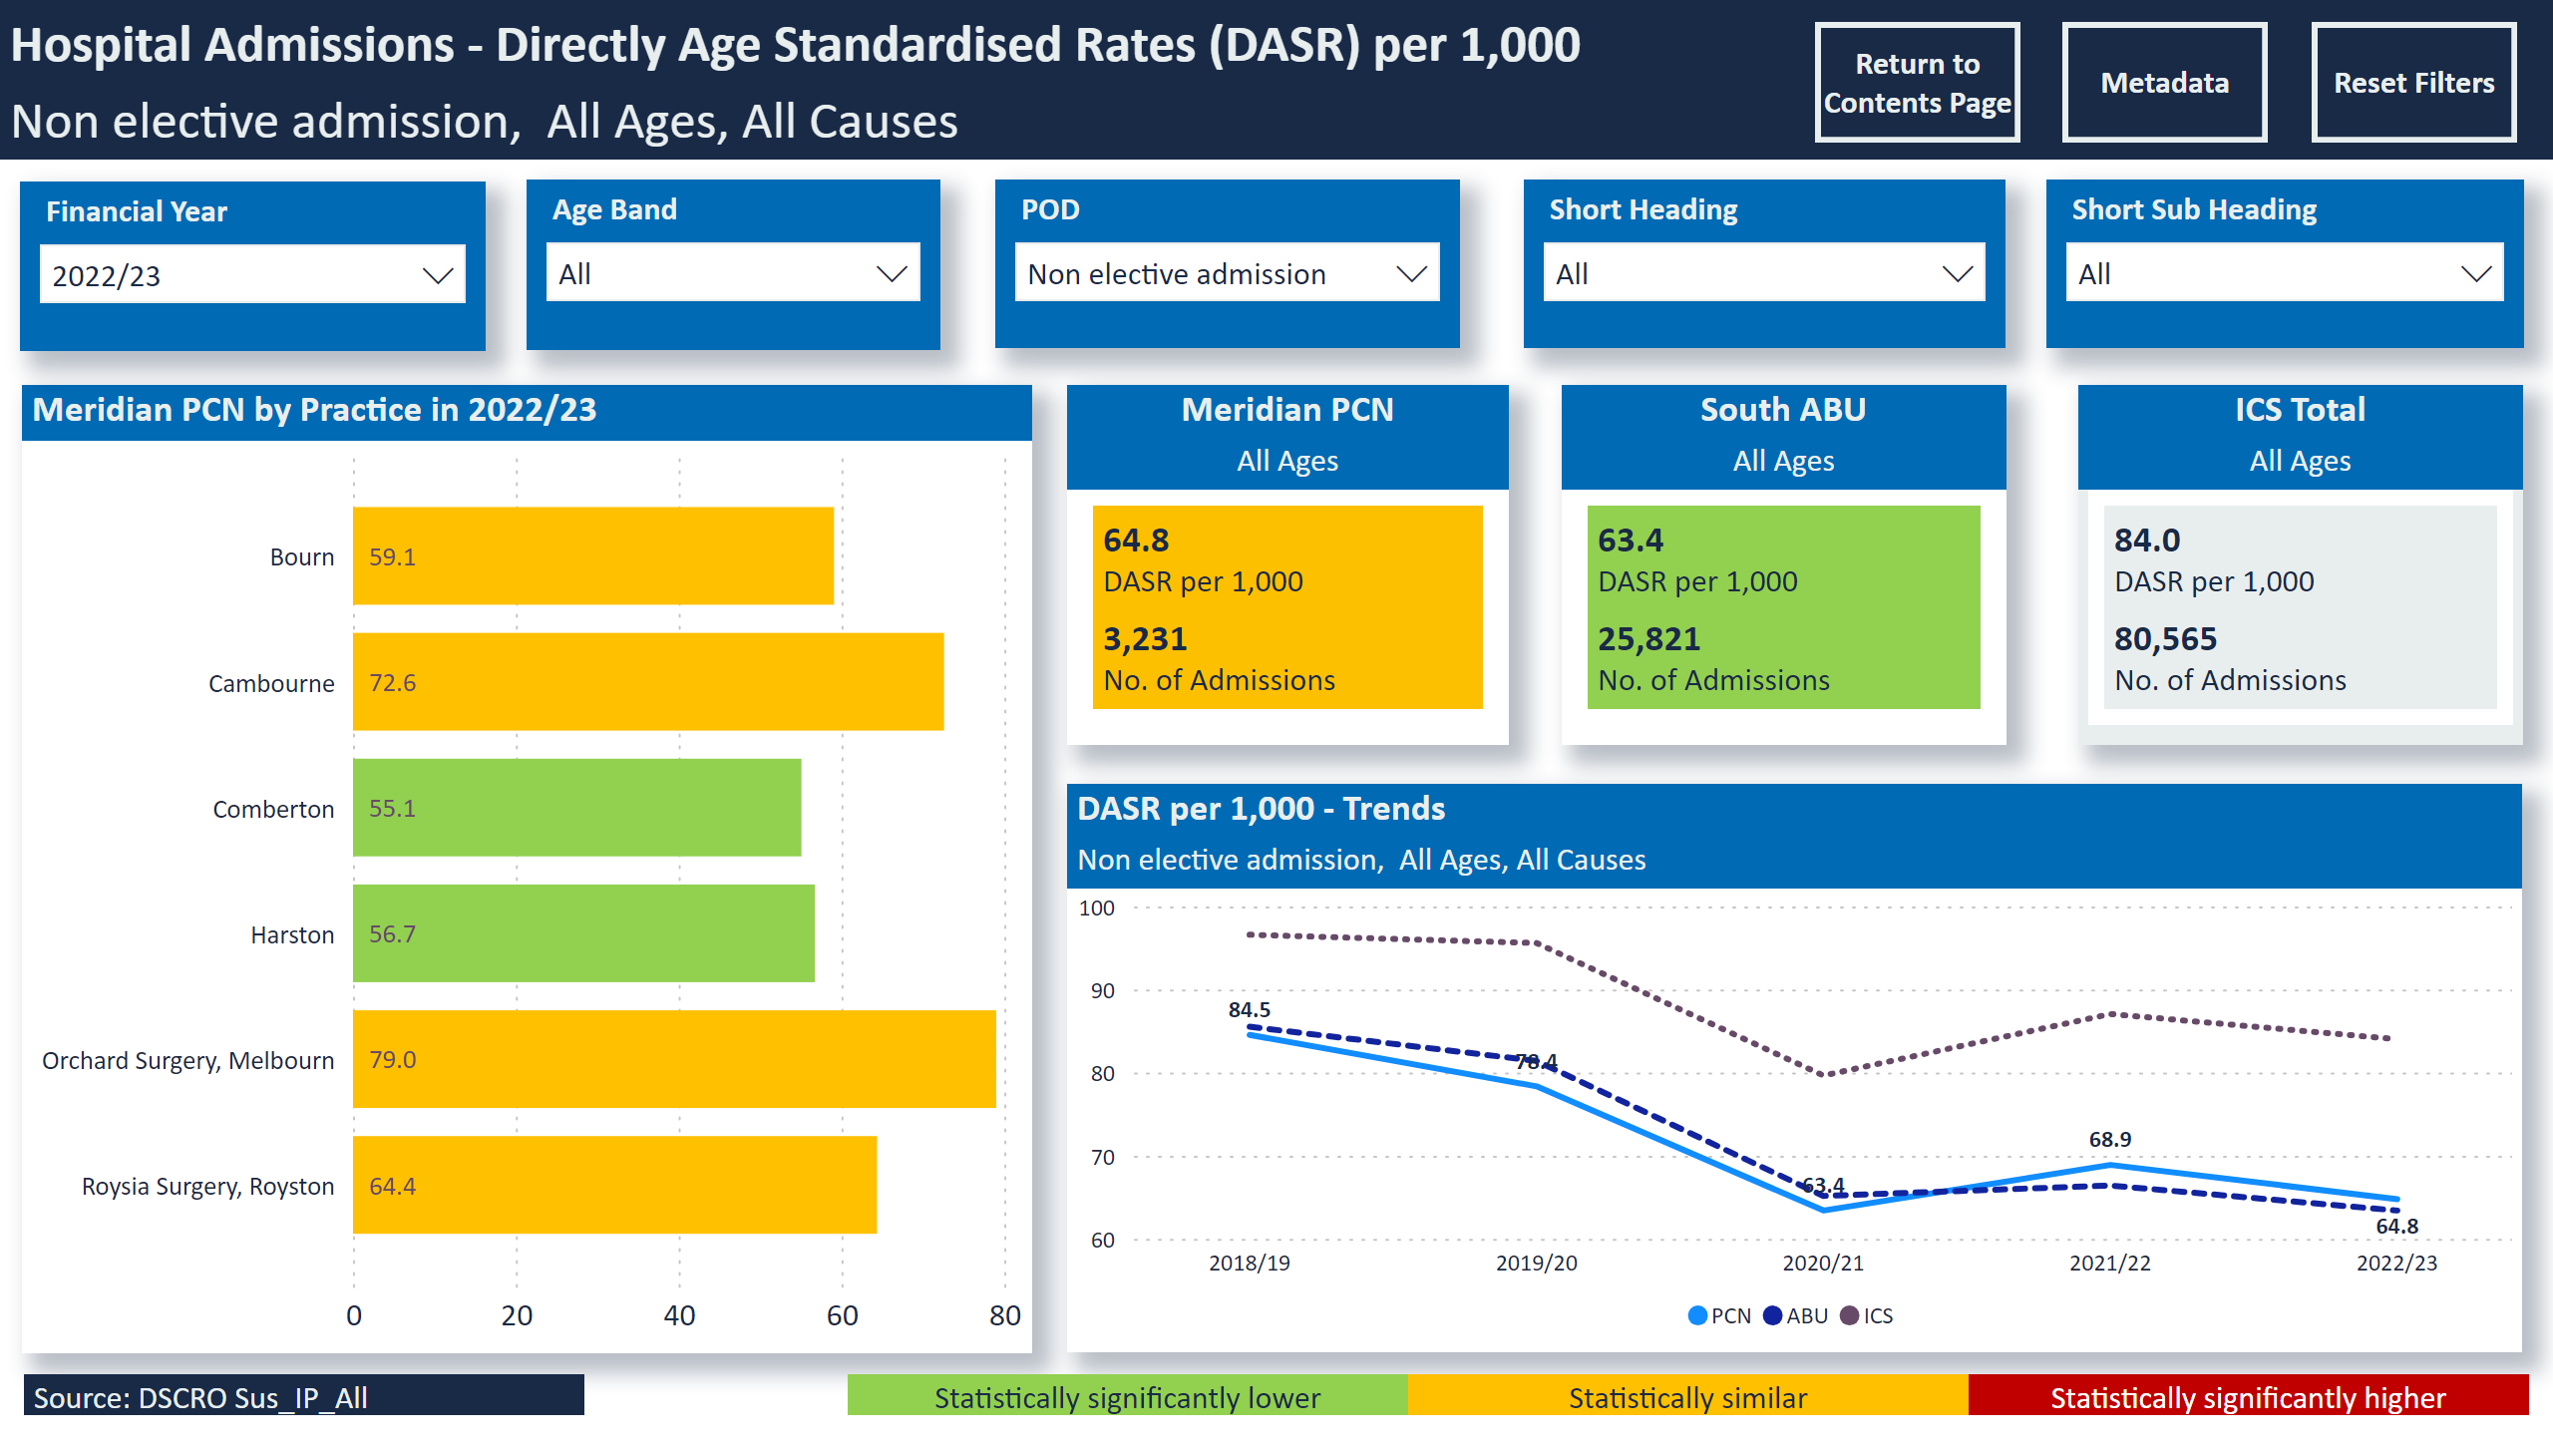 Hospital Admissions - Directly Age Standardised Rates (DASR) per 1,000
Non elective admission,  All Ages, All Causes
Return to
Contents Page
Metadata
Reset Filters
Financial Year
2022/23
Age Band
All
POD
Non elective admission
Short Heading
All
Short Sub Heading
All
Meridian PCN by Practice in 2022/23
Bourn
59.1
Cambourne
72.6
Comberton
55.1
Harston
56.7
Orchard Surgery, Melbourn
79.0
Roysia Surgery, Royston
64.4
0 20 40 60 80
Meridian PCN
All Ages
64.8
DASR per 1,000
3,231
No. of Admissions
South ABU
All Ages
63.4
DASR per 1,000
25,821
No. of Admissions
ICS Total
All Ages
84.0
DASR per 1,000
80,565
No. of Admissions
DASR per 1,000 - Trends
Non elective admission,  All Ages, All Causes
100
90
80
70
60
84.5
78.4
63.4
68.9
64.8
2018/19 2019/20 2020/21 2021/22 2022/23
PCN ABU ICS
Source: DSCRO Sus_IP_All
Statistically significantly lower
Statistically similar
Statistically significantly higher